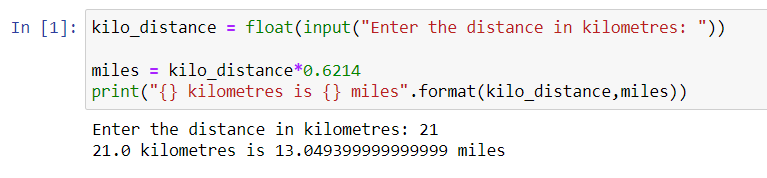 In [1]: kilo_distance = float(input("Enter the distance in kilometres: "))
miles = kilo_distance*0.6214
print("{} kilometres is {} miles".format(kilo_distance,miles))
Enter the distance in kilometres: 21
21.0 kilometres is 13.049399999999999 miles